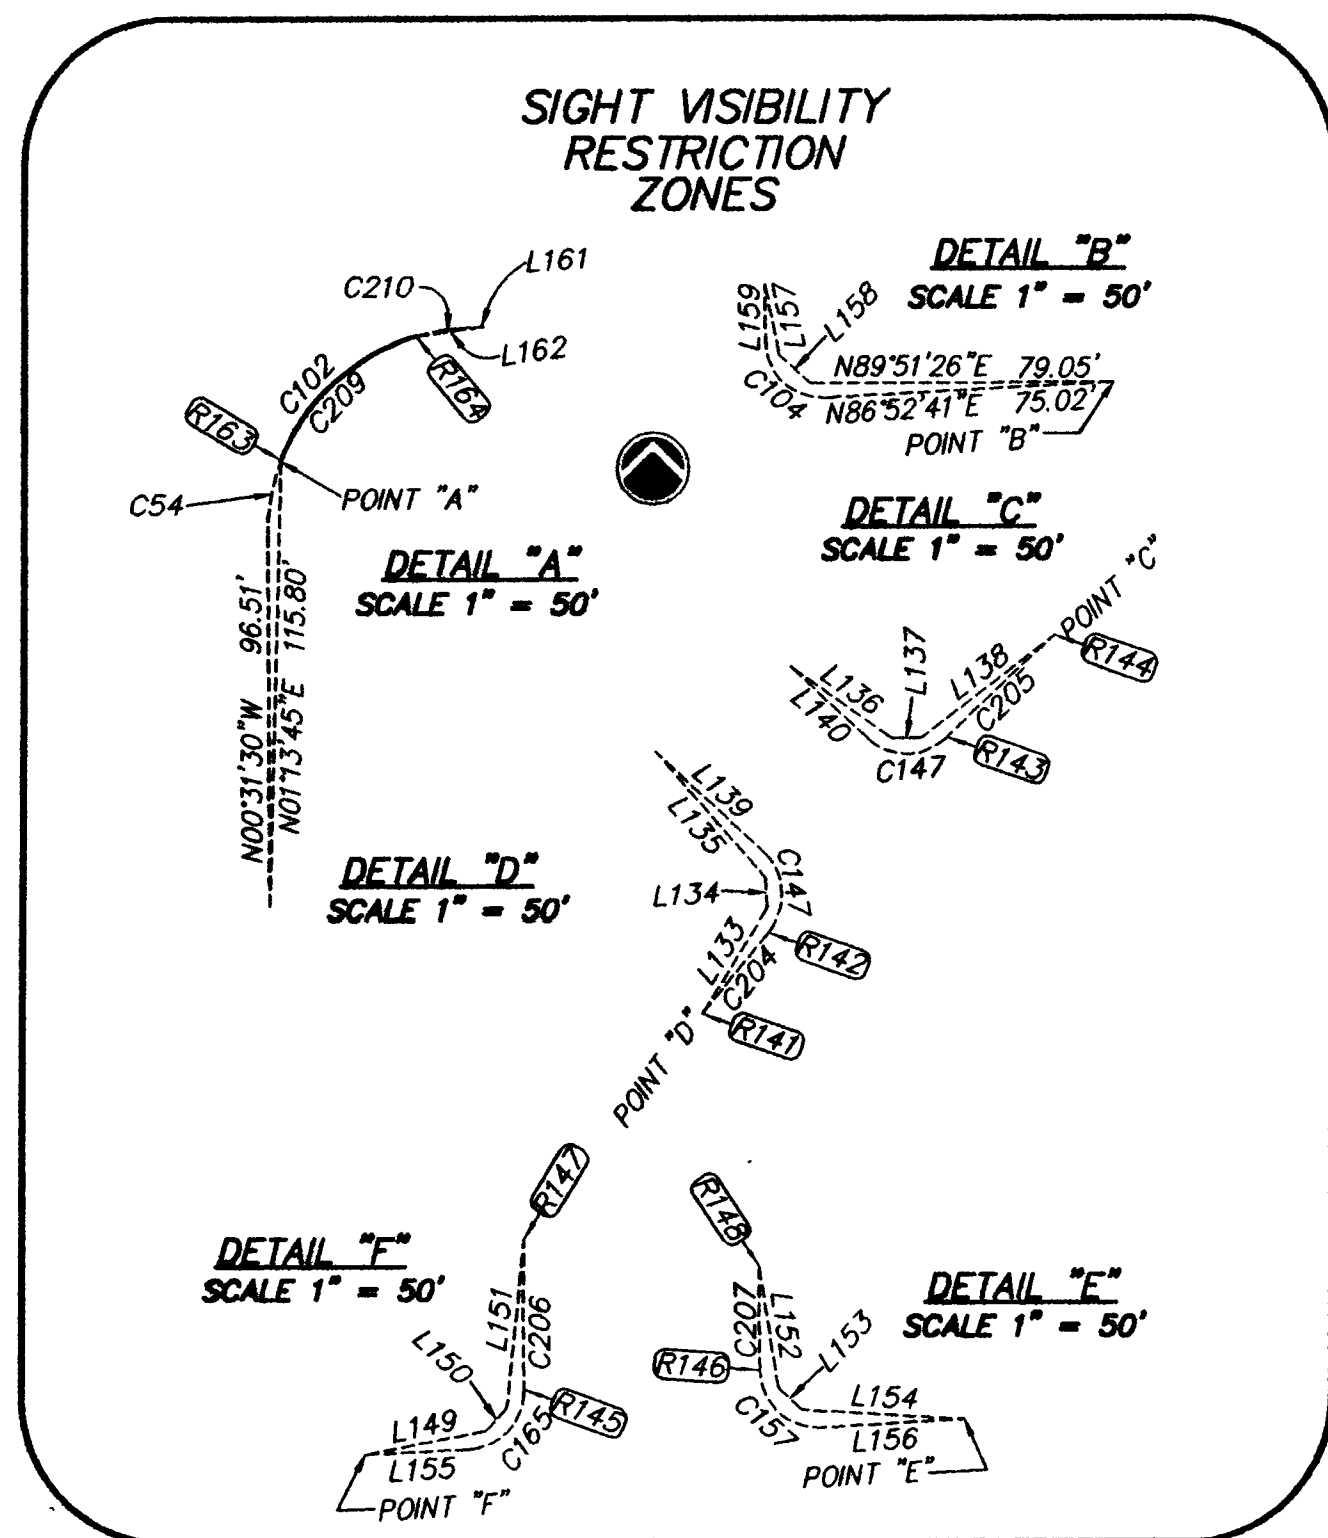 SIGHT VISIBILITY
RESTRICTION
ZONES
DETAIL "A"
SCALE 1" = 50'
C210
L161
L162
C102
C209
R164
R163
C54
POINT "A"
N00°31'30"W 96.51'
N01°13'45"E 115.80'
DETAIL "B"
SCALE 1" = 50'
L159
L157
L158
C104
N89°51'26"E 79.05'
N86°52'41"E 75.02'
POINT "B"
DETAIL "C"
SCALE 1" = 50'
POINT "C"
L136
L140
L137
L138
C205
R144
R143
C147
DETAIL "D"
SCALE 1" = 50'
L139
L135
C147
L134
L133
C204
R142
R141
POINT "D"
DETAIL "F"
SCALE 1" = 50'
R147
L151
C206
L150
L149
L155
C165
R145
POINT "F"
DETAIL "E"
SCALE 1" = 50'
R148
C207
L152
L153
R146
C157
L154
L156
POINT "E"